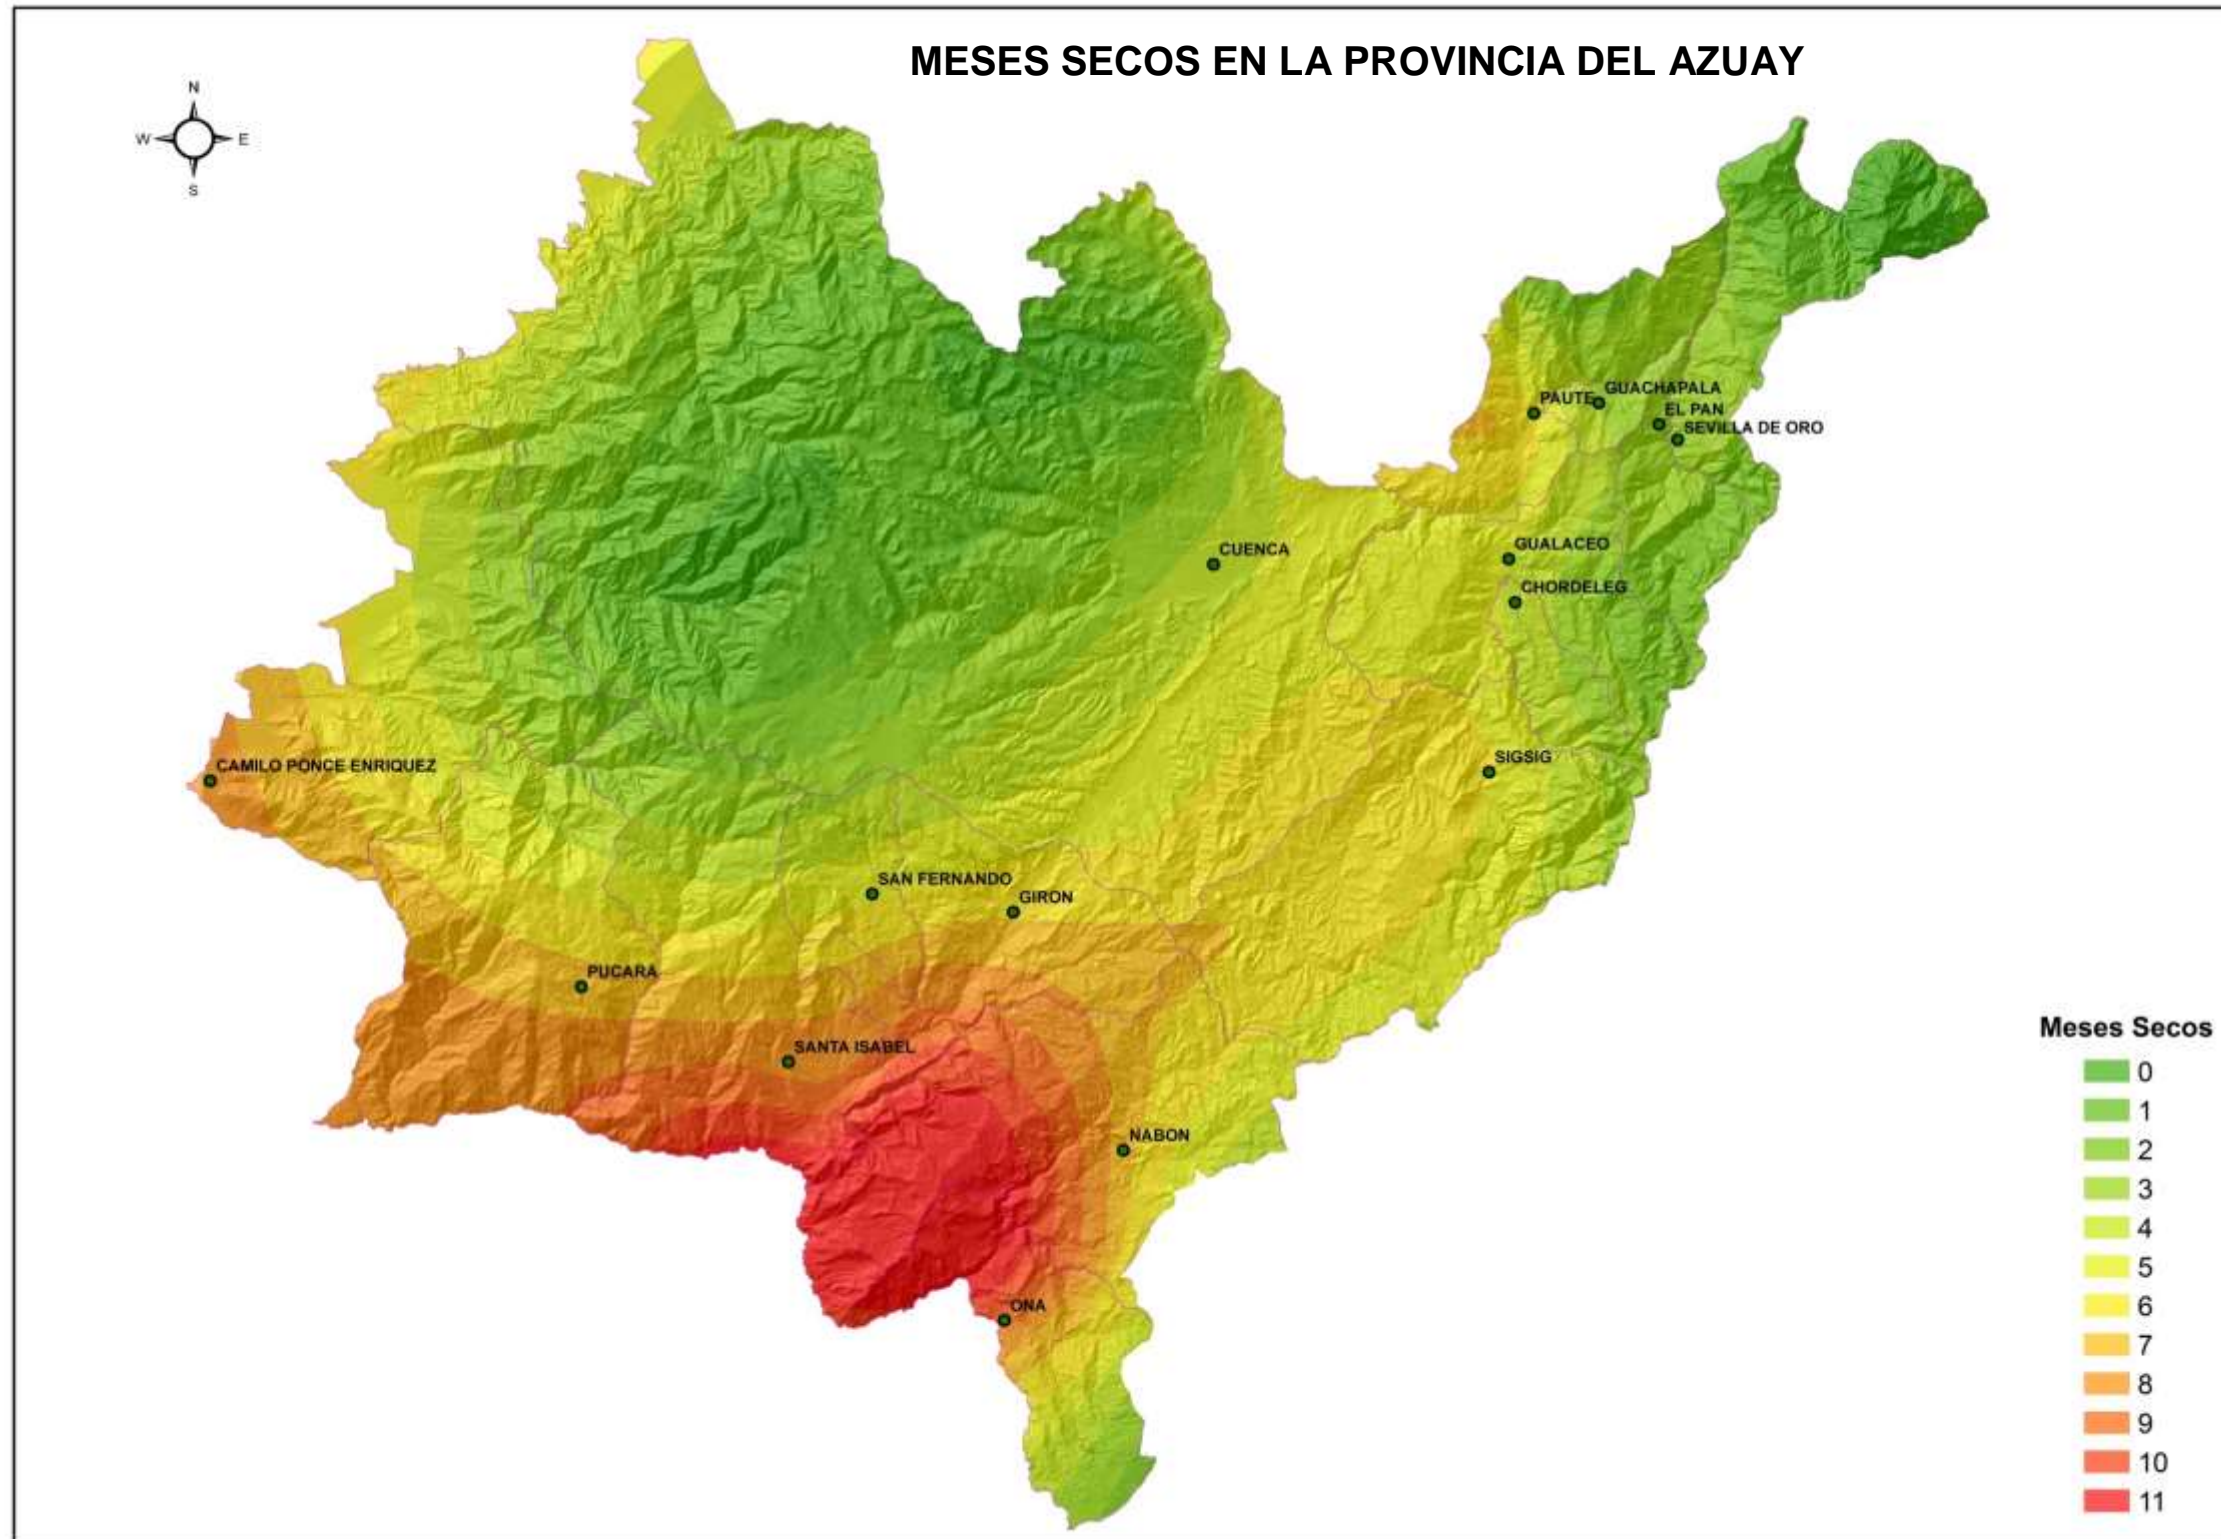 MESES SECOS EN LA PROVINCIA DEL AZUAY
N
W E
S
GUACHAPALA
PAUTE
EL PAN
SEVILLA DE ORO
CUENCA
GUALACEO
CHORDELEG
SIGSIG
CAMILO PONCE ENRIQUEZ
SAN FERNANDO
GIRON
PUCARA
SANTA ISABEL
NABON
ONA
Meses Secos
0
1
2
3
4
5
6
7
8
9
10
11